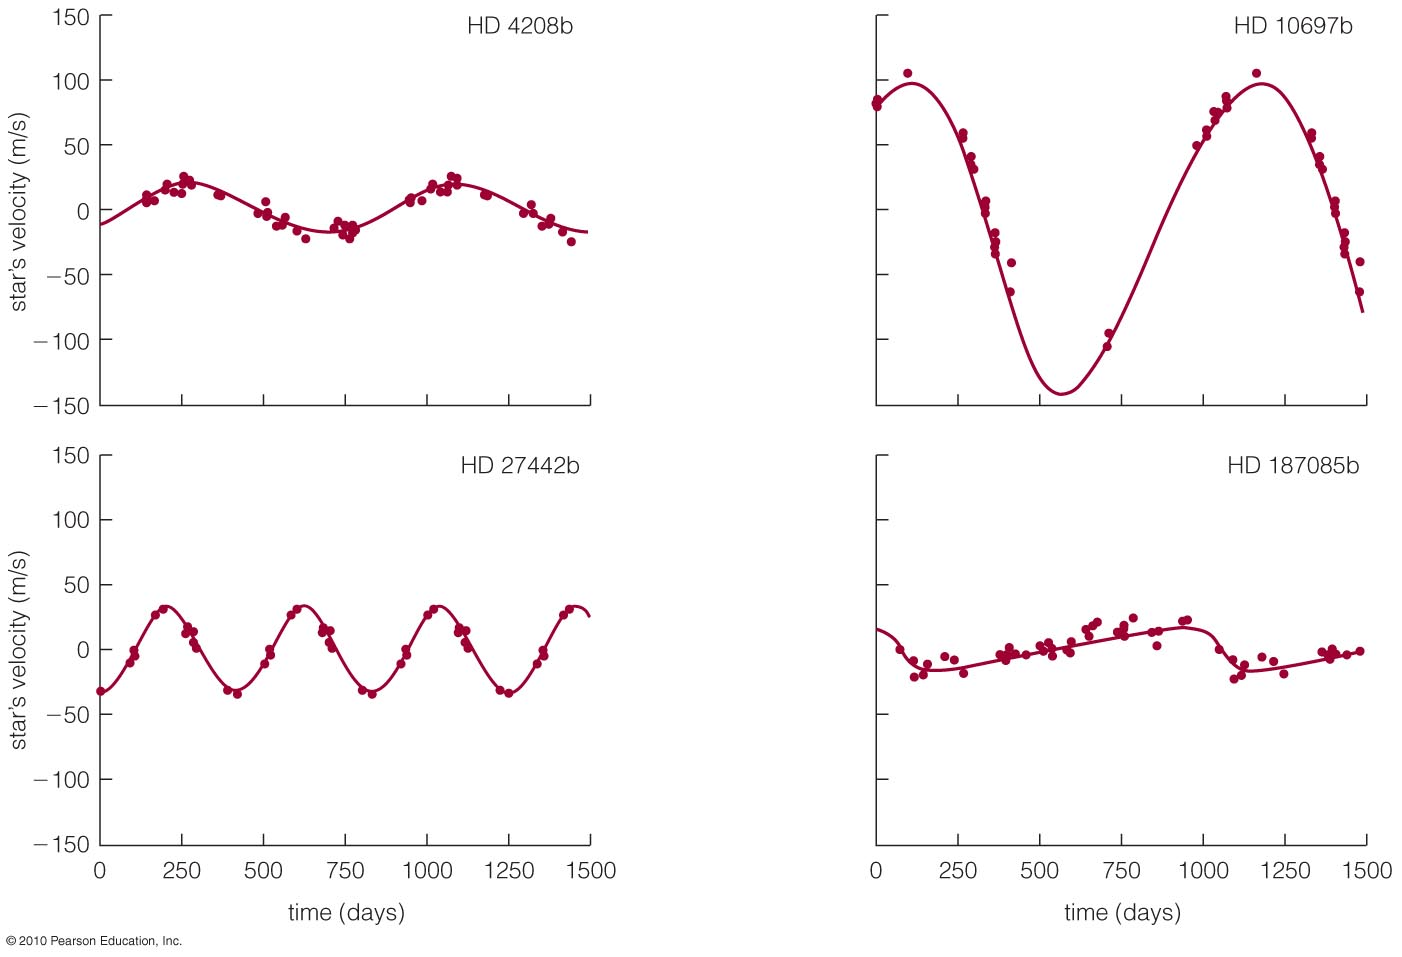 HD 4208b
HD 10697b
150
100
50
0
−50
−100
−150
star's velocity (m/s)
HD 27442b
HD 187085b
150
100
50
0
−50
−100
−150
star's velocity (m/s)
0 250 500 750 1000 1250 1500
0 250 500 750 1000 1250 1500
time (days)
time (days)
© 2010 Pearson Education, Inc.